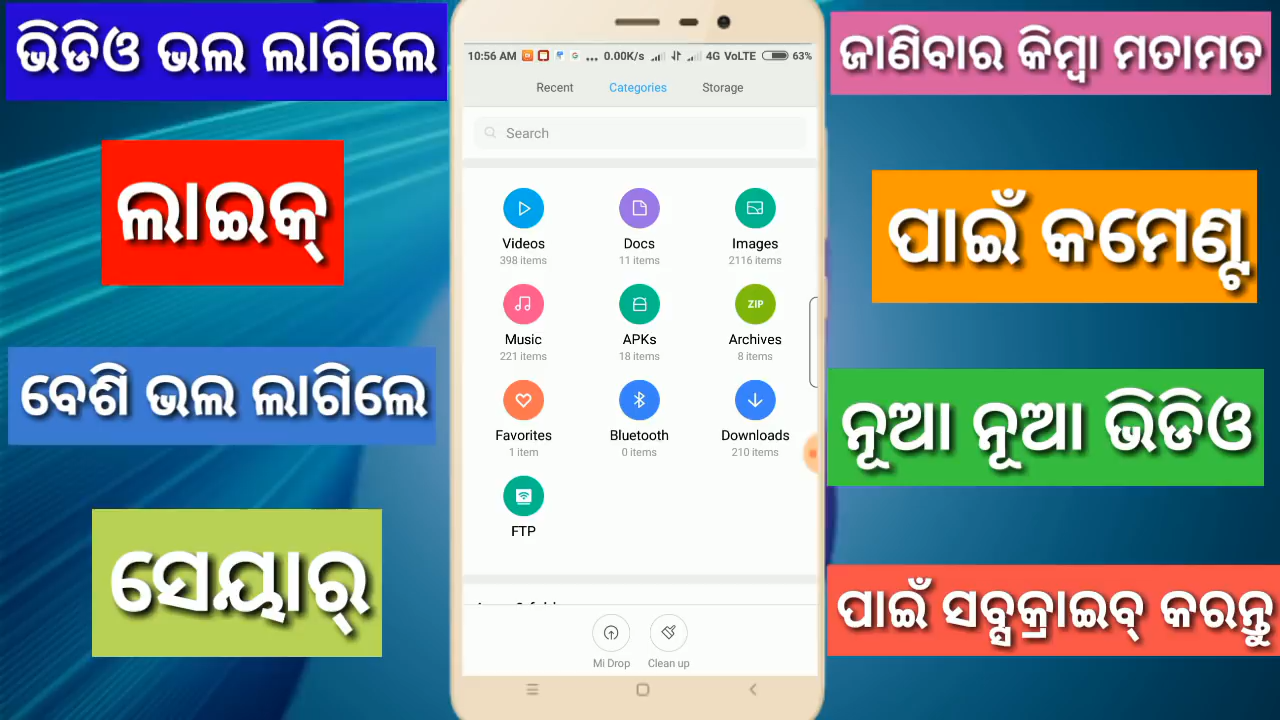 ଭିଡିଓ ଭଲ ଲାଗିଲେ
ଲାଇକ୍
ବେଶି ଭଲ ଲାଗିଲେ
ସେୟାର୍
10:56 AM ... 0.00K/s 4G VoLTE 63%
Recent Categories Storage
Search
Videos Docs Images
398 items 11 items 2116 items
ZIP
Music APKs Archives
221 items 18 items 8 items
Favorites Bluetooth Downloads
1 item 0 items 210 items
FTP
Mi Drop Clean up
ଜାଣିବାର କିମ୍ବା ମତାମତ
ପାଇଁ କମେଣ୍ଟ
ନୂଆ ନୂଆ ଭିଡିଓ
ପାଇଁ ସବ୍ସକ୍ରାଇବ୍ କରନ୍ତୁ